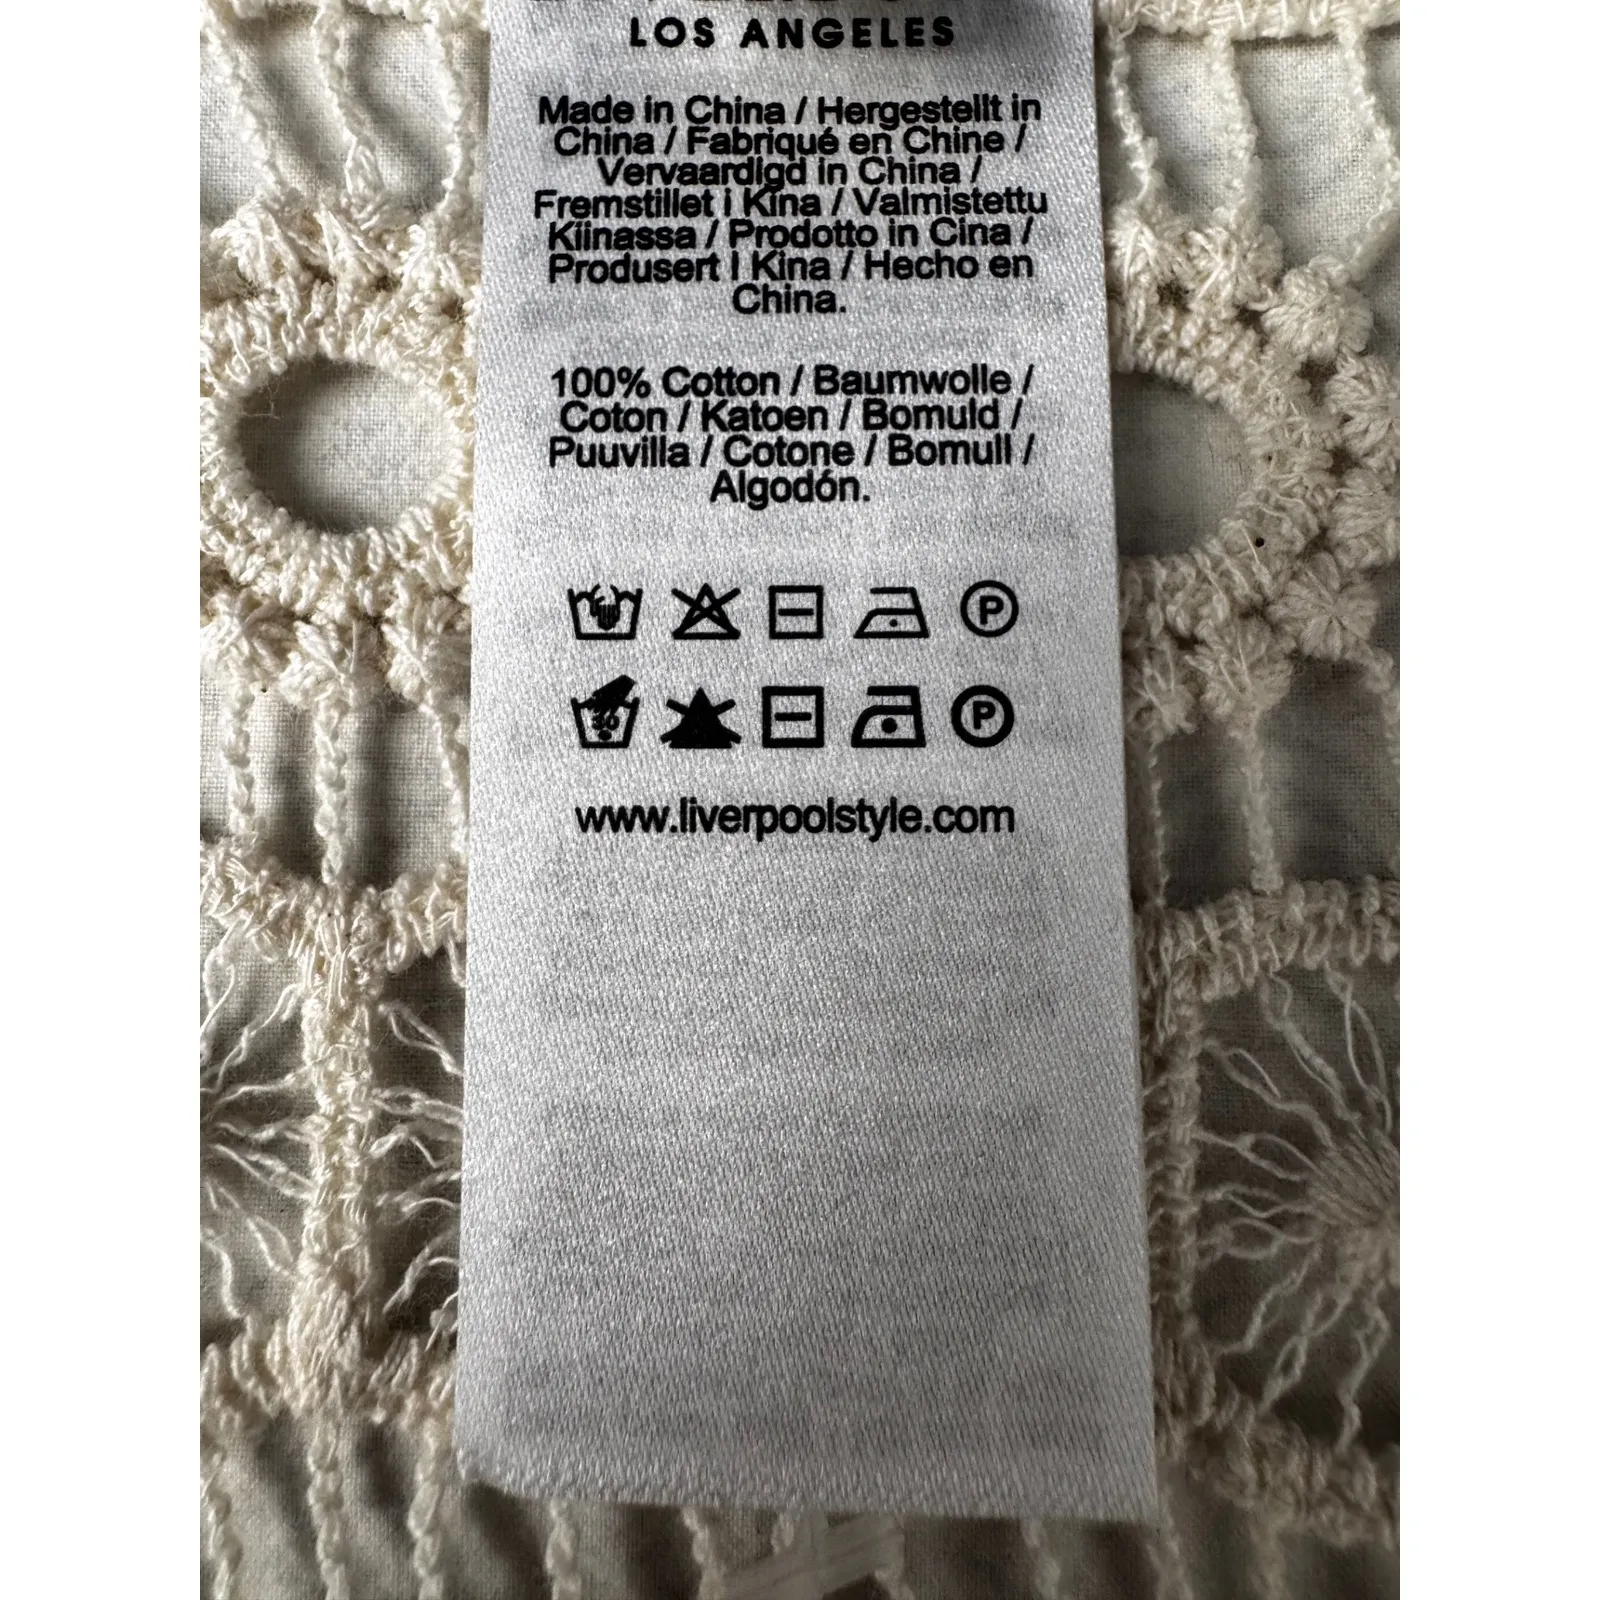 LOS ANGELES
Made in China / Hergestellt in
China / Fabriqué en Chine /
Vervaardigd in China /
Fremstillet i Kina / Valmistettu
Kiinassa / Prodotto in Cina /
Produsert i Kina / Hecho en
China.
100% Cotton / Baumwolle /
Coton / Katoen / Bomuld /
Puuvilla / Cotone / Bomull /
Algodón.
P
30 P
www.liverpoolstyle.com